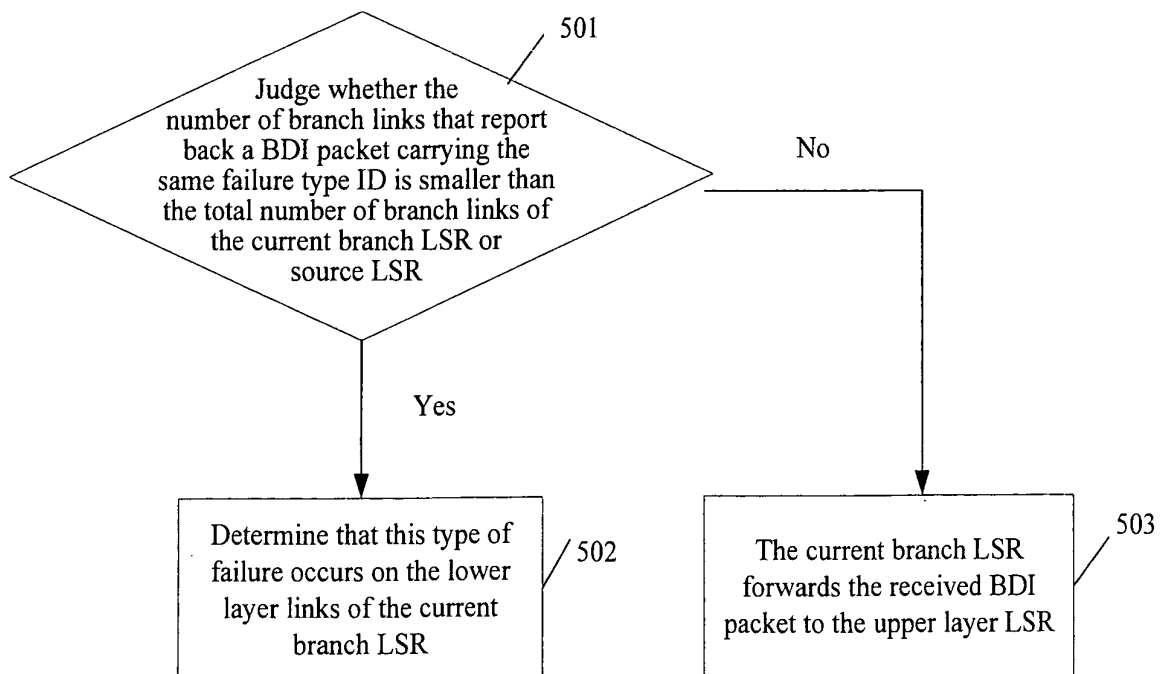 501
Judge whether the
number of branch links that report
back a BDI packet carrying the
same failure type ID is smaller than
the total number of branch links of
the current branch LSR or
source LSR
No
Yes
Determine that this type of
failure occurs on the lower
layer links of the current
branch LSR
502
The current branch LSR
forwards the received BDI
packet to the upper layer LSR
503